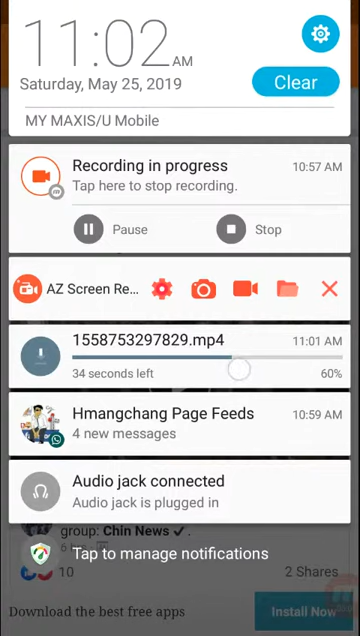 11:02 AM
Saturday, May 25, 2019
Clear
MY MAXIS/U Mobile
Recording in progress 10:57 AM
Tap here to stop recording.
Pause Stop
AZ Screen Re...
1558753297829.mp4 11:01 AM
34 seconds left 60%
Hmangchang Page Feeds 10:59 AM
4 new messages
Audio jack connected
Audio jack is plugged in
group: Chin News
Tap to manage notifications
10 2 Shares
Download the best free apps Install Now